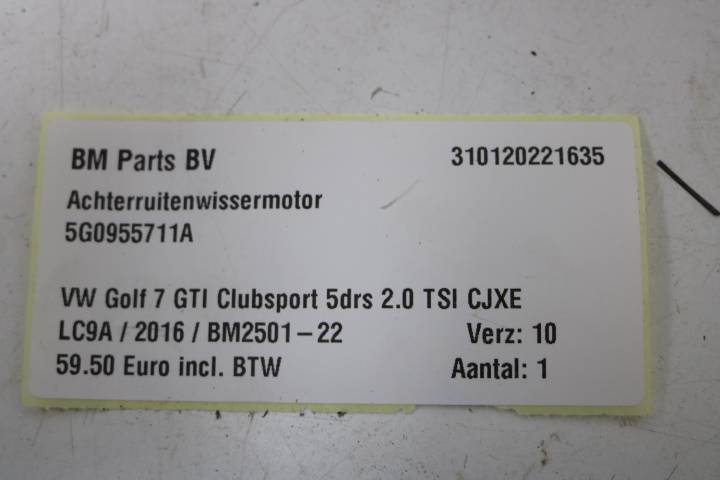 BM Parts BV 310120221635
Achterruitenwissermotor
5G0955711A
VW Golf 7 GTI Clubsport 5drs 2.0 TSI CJXE
LC9A / 2016 / BM2501-22 Verz: 10
59.50 Euro incl. BTW Aantal: 1